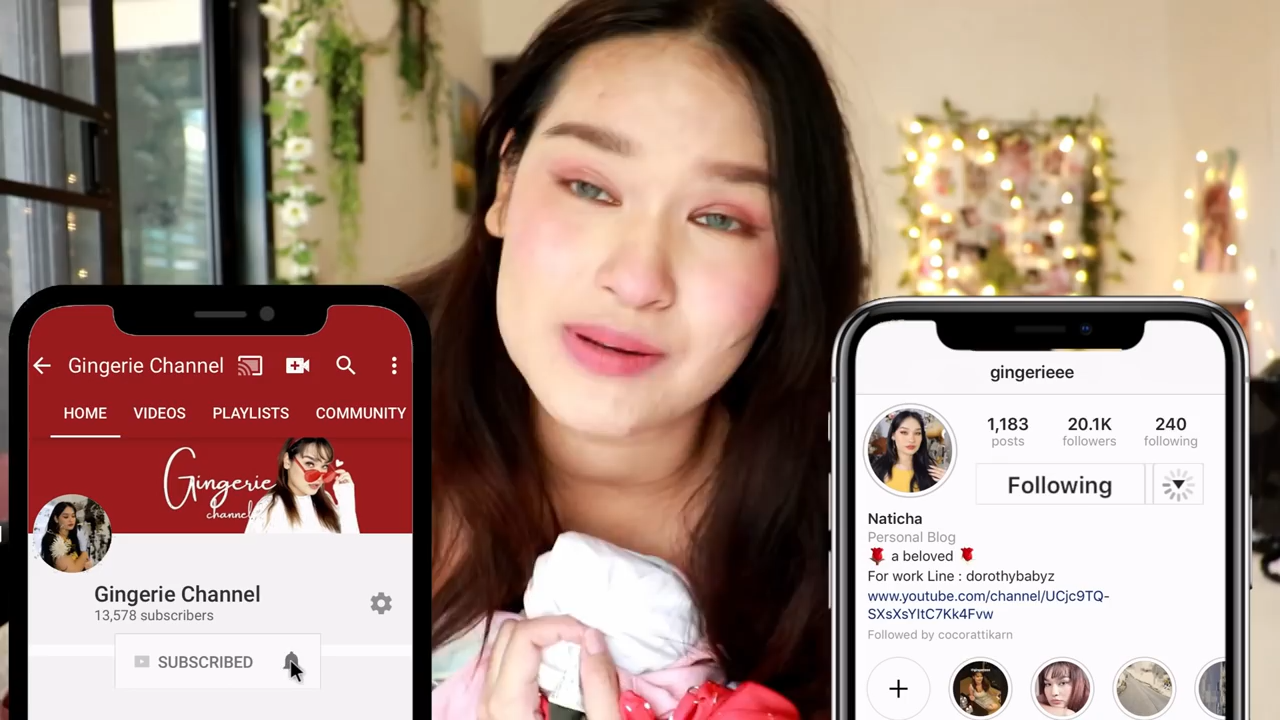 Gingerie Channel
HOME VIDEOS PLAYLISTS COMMUNITY
Gingerie
channel
Gingerie Channel
13,578 subscribers
SUBSCRIBED
gingerieee
1,183 20.1K 240
posts followers following
Following
Naticha
Personal Blog
🌹 a beloved 🌹
For work Line : dorothybabyz
www.youtube.com/channel/UCjc9TQ-
SXsXsYItC7Kk4Fvw
Followed by cocorattikarn